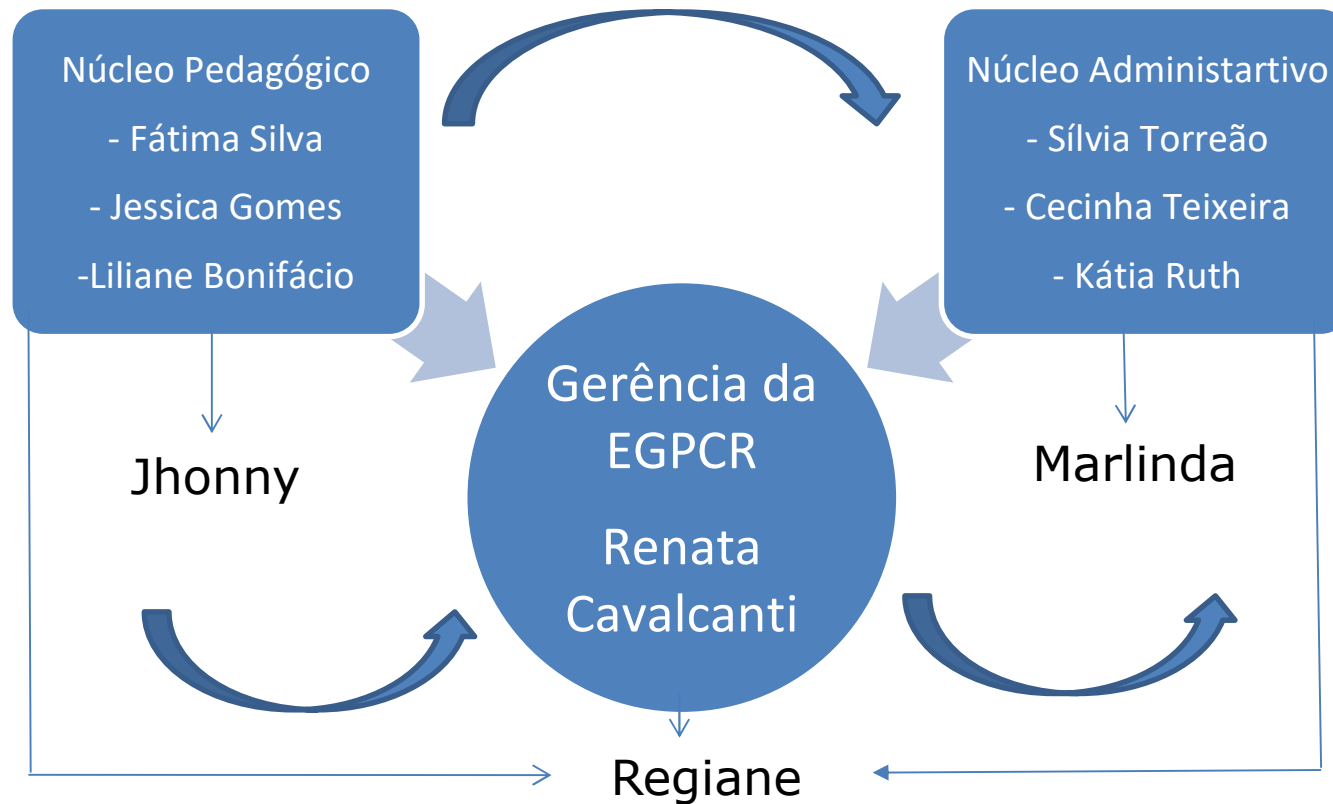 Núcleo Pedagógico
- Fátima Silva
- Jessica Gomes
-Liliane Bonifácio
Núcleo Administartivo
- Sílvia Torreão
- Cecinha Teixeira
- Kátia Ruth
Gerência da
EGPCR
Renata
Cavalcanti
Jhonny
Marlinda
Regiane